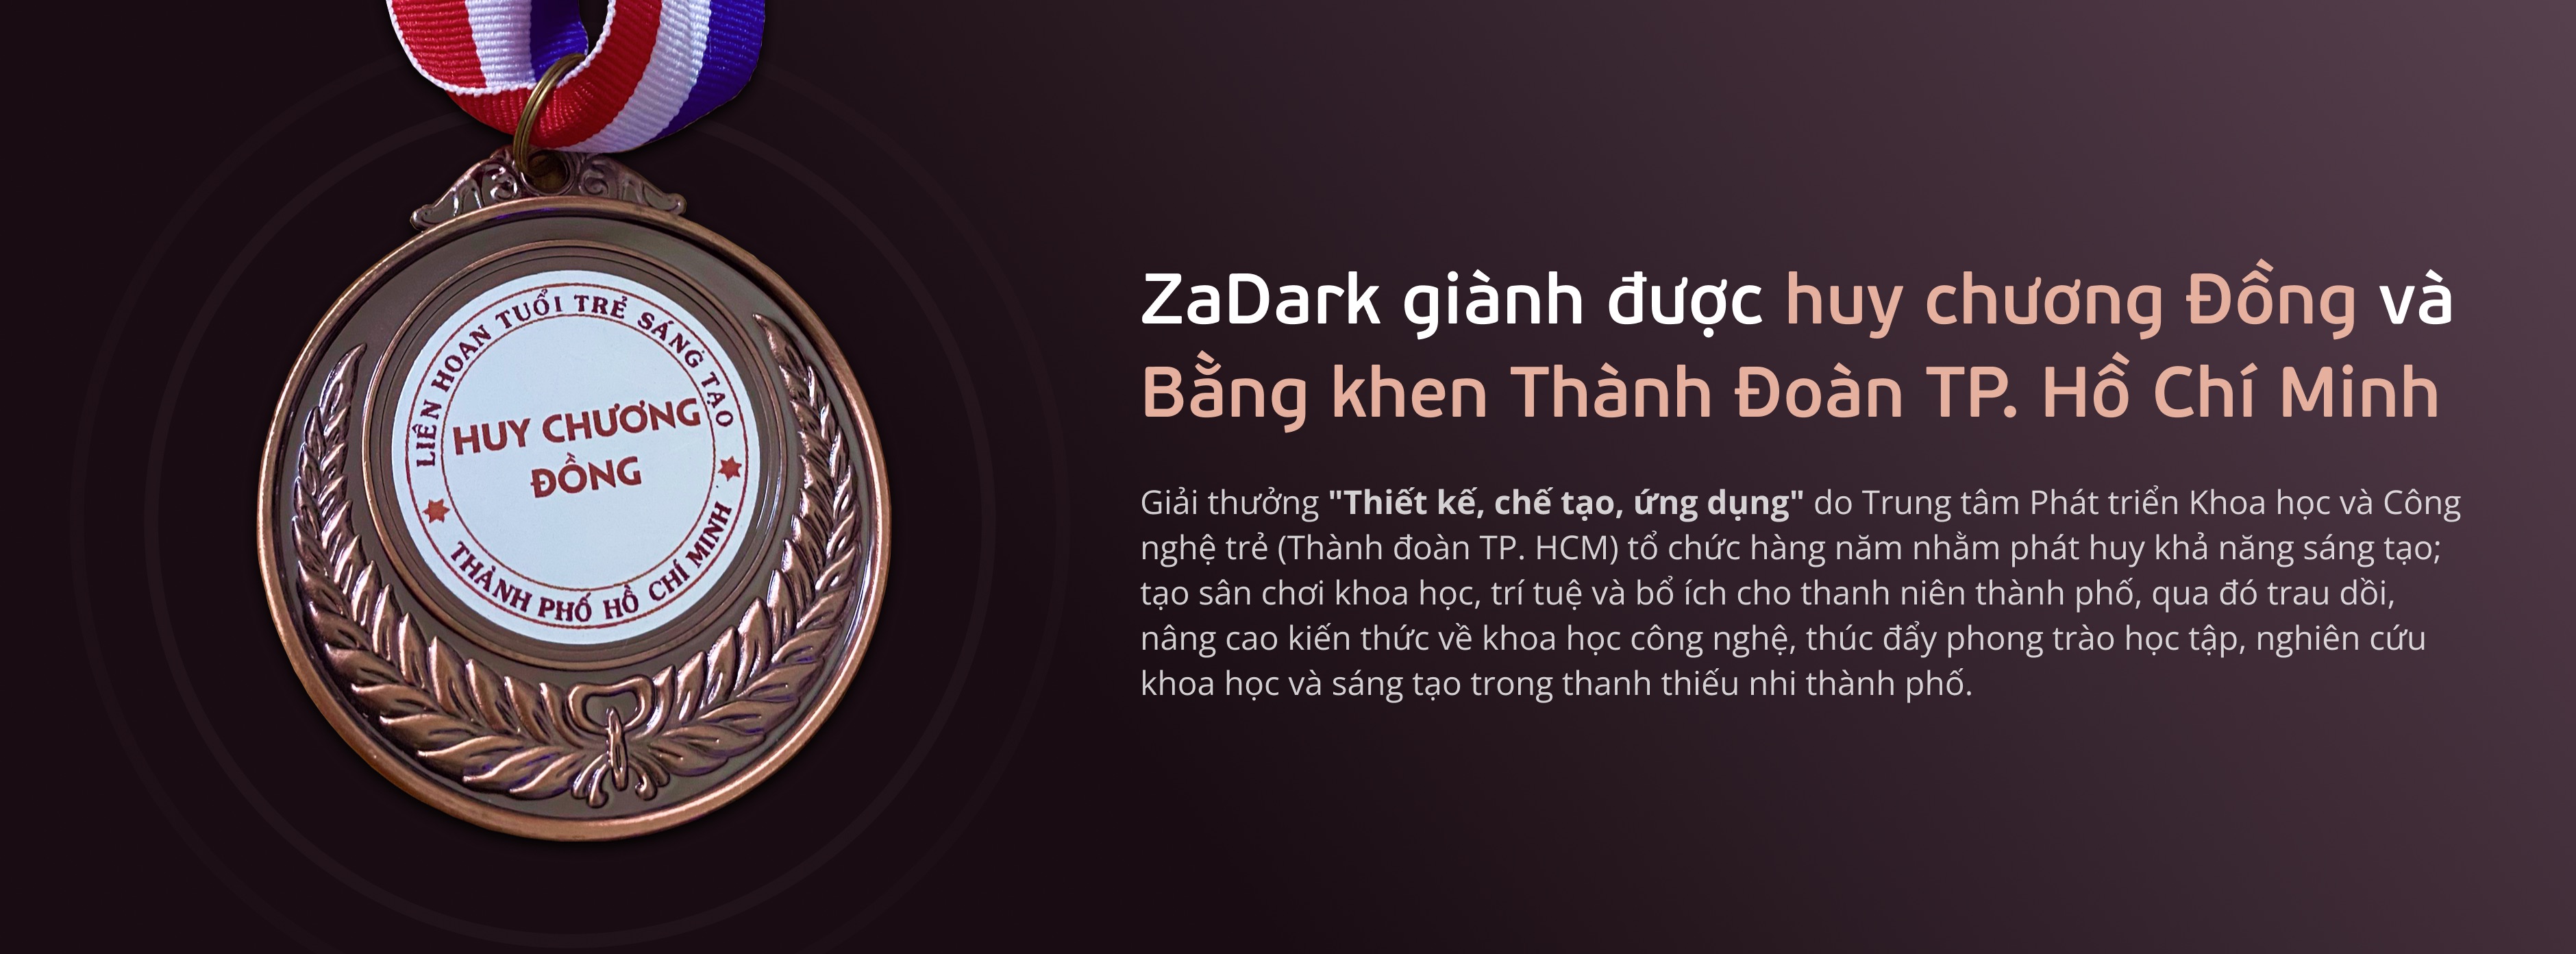 LIÊN HOAN TUỔI TRẺ SÁNG TẠO
HUY CHƯƠNG
ĐỒNG
THÀNH PHỐ HỒ CHÍ MINH
ZaDark giành được huy chương Đồng và
Bằng khen Thành Đoàn TP. Hồ Chí Minh
Giải thưởng "Thiết kế, chế tạo, ứng dụng" do Trung tâm Phát triển Khoa học và Công
nghệ trẻ (Thành đoàn TP. HCM) tổ chức hàng năm nhằm phát huy khả năng sáng tạo;
tạo sân chơi khoa học, trí tuệ và bổ ích cho thanh niên thành phố, qua đó trau dồi,
nâng cao kiến thức về khoa học công nghệ, thúc đẩy phong trào học tập, nghiên cứu
khoa học và sáng tạo trong thanh thiếu nhi thành phố.